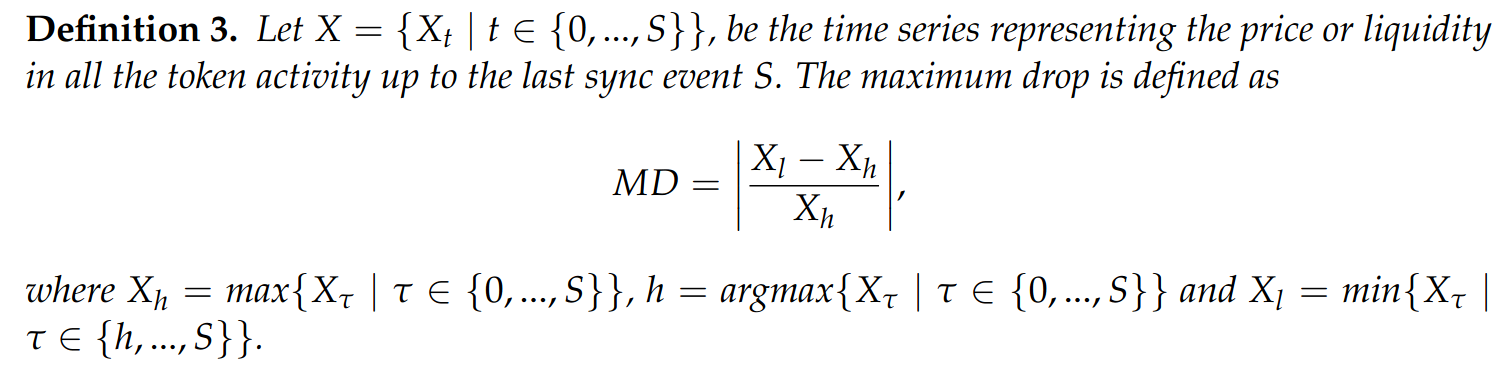 Definition 3. Let X = {X_t | t ∈ {0, ..., S}}, be the time series representing the price or liquidity
in all the token activity up to the last sync event S. The maximum drop is defined as
MD = | (X_l − X_h) / X_h |,
where X_h = max{X_τ | τ ∈ {0, ..., S}}, h = argmax{X_τ | τ ∈ {0, ..., S}} and X_l = min{X_τ |
τ ∈ {h, ..., S}}.